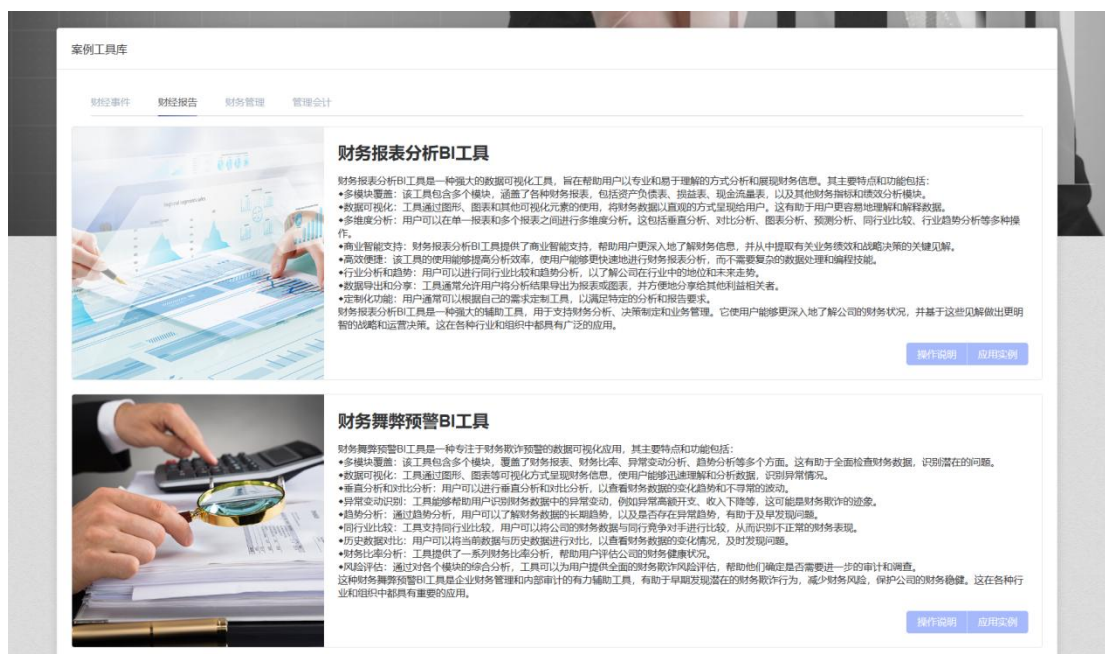 案例工具库
财经事件 财经报告 财务管理 管理会计
财务报表分析BI工具
财务报表分析BI工具是一种强大的数据可视化工具，旨在帮助用户以专业和易于理解的方式分析和展现财务信息。其主要特点和功能包括：
◆多模块覆盖：该工具包含多个模块，涵盖了各种财务报表，包括资产负债表、损益表、现金流量表，以及其他财务指标和绩效分析模块。
◆数据可视化：工具通过图形、图表和其他可视化元素的使用，将财务数据以直观的方式呈现给用户。这有助于用户更容易地理解和解释数据。
◆多维度分析：用户可以在单一报表和多个报表之间进行多维度分析。这包括垂直分析、对比分析、图表分析、预测分析、同行业比较、行业趋势分析等多种操
作。
◆商业智能支持：财务报表分析BI工具提供了商业智能支持，帮助用户更深入地了解财务信息，并从中提取有关业务绩效和战略决策的关键见解。
◆高效便捷：该工具的使用能够提高分析效率，使用户能够更快速地进行财务报表分析，而不需要复杂的数据处理和编程技能。
◆行业分析和趋势：用户可以进行同行业比较和趋势分析，以了解公司在行业中的地位和未来走势。
◆数据导出和分享：工具通常允许用户将分析结果导出为报表或图表，并方便地分享给其他利益相关者。
◆定制化功能：用户通常可以根据自己的需求定制工具，以满足特定的分析和报告要求。
财务报表分析BI工具是一种强大的辅助工具，用于支持财务分析、决策制定和业务管理。它使用户能够更深入地了解公司的财务状况，并基于这些见解做出更明
智的战略和运营决策。这在各种行业和组织中都具有广泛的应用。
操作说明 应用实例
财务舞弊预警BI工具
财务舞弊预警BI工具是一种专注于财务欺诈预警的数据可视化应用，其主要特点和功能包括：
◆多模块覆盖：该工具包含多个模块，覆盖了财务报表、财务比率、异常变动分析、趋势分析等多个方面。这有助于全面检查财务数据，识别潜在的问题。
◆数据可视化：工具通过图形、图表等可视化方式呈现财务信息，使用户能够迅速理解和分析数据，识别异常情况。
◆垂直分析和对比分析：用户可以进行垂直分析和对比分析，以查看财务数据的变化趋势和不寻常的波动。
◆异常变动识别：工具能够帮助用户识别财务数据中的异常变动，例如异常高额开支、收入下降等，这可能是财务欺诈的迹象。
◆趋势分析：通过趋势分析，用户可以了解财务数据的长期趋势，以及是否存在异常趋势，有助于及早发现问题。
◆同行业比较：工具支持同行业比较，用户可以将公司的财务数据与同行竞争对手进行比较，从而识别不正常的财务表现。
◆历史数据对比：用户可以将当前数据与历史数据进行对比，以查看财务数据的变化情况，及时发现问题。
◆财务比率分析：工具提供了一系列财务比率分析，帮助用户评估公司的财务健康状况。
◆风险评估：通过对各个模块的综合分析，工具可以为用户提供全面的财务欺诈风险评估，帮助他们确定是否需要进一步的审计和调查。
这种财务舞弊预警BI工具是企业财务管理和内部审计的有力辅助工具，有助于早期发现潜在的财务欺诈行为，减少财务风险，保护公司的财务稳健。这在各种行
业和组织中都具有重要的应用。
操作说明 应用实例